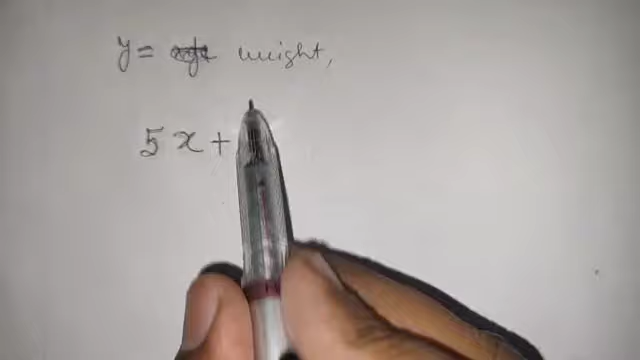 y = weight,
5x +